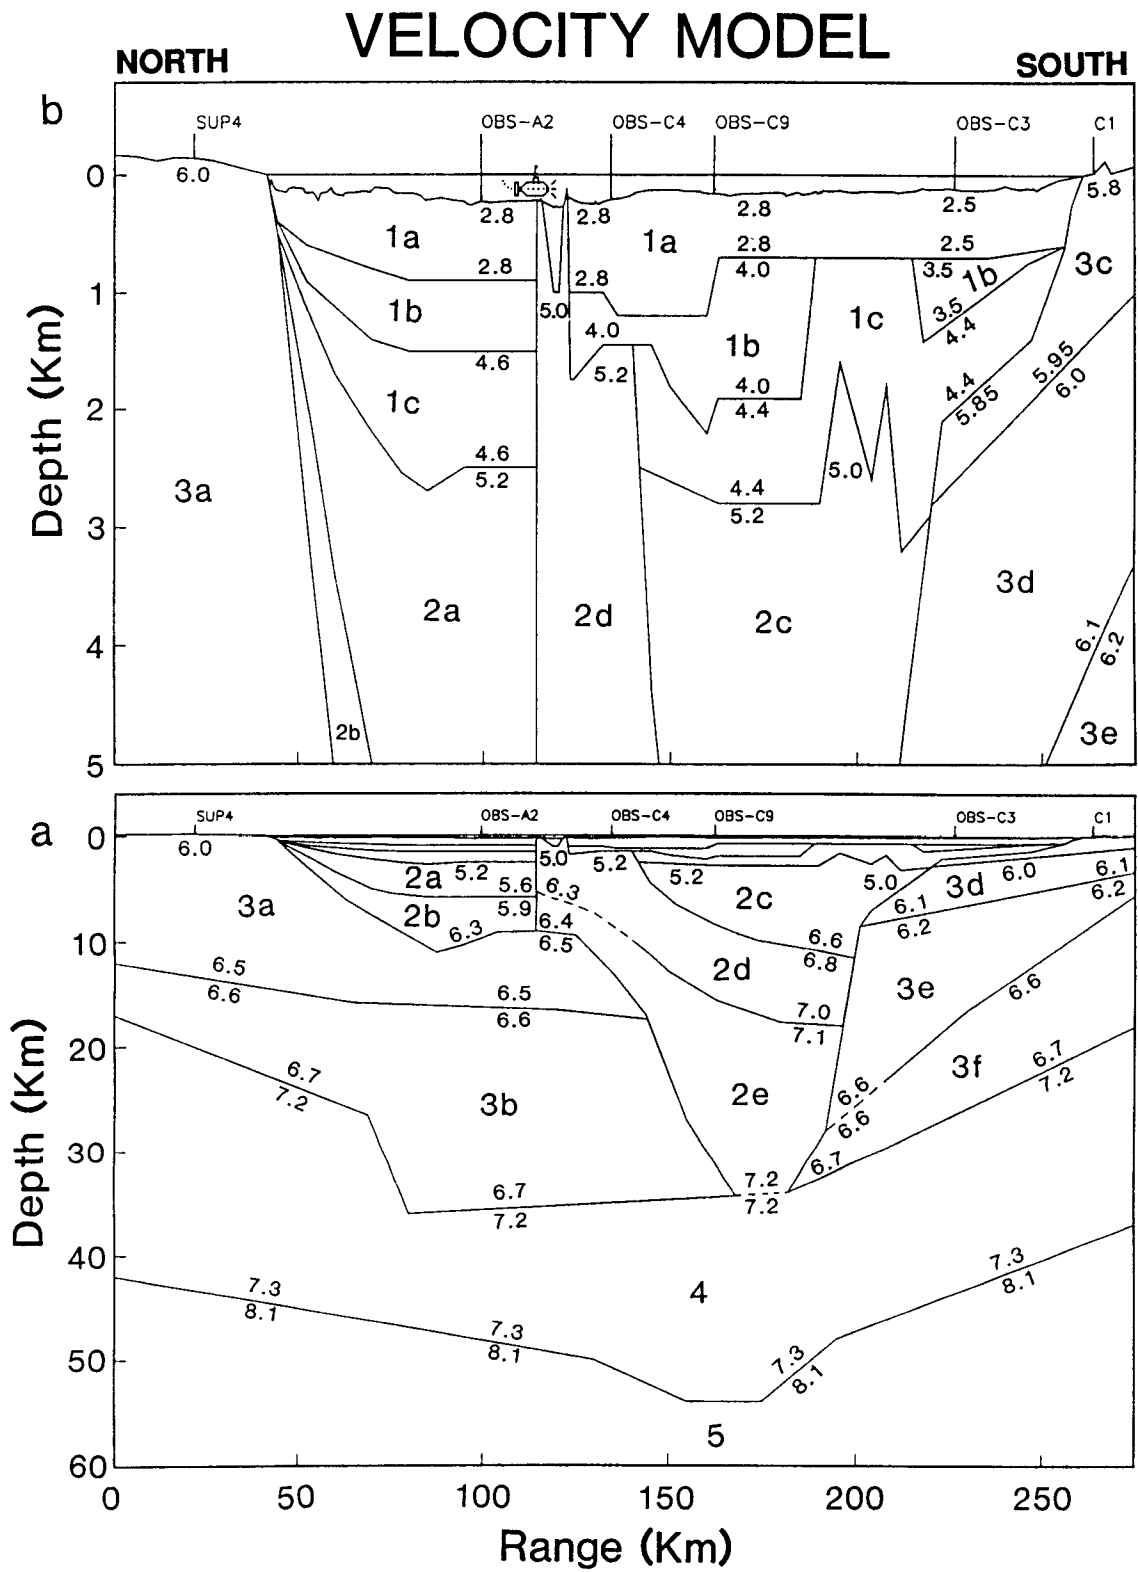 VELOCITY MODEL
NORTH SOUTH
b
SUP4 OBS-A2 OBS-C4 OBS-C9 OBS-C3 C1
0
6.0 5.8
2.8 2.8 2.8 2.5
1a 1a 2.8 2.5 3c
2.8 2.8 4.0 3.5 1b
1 5.0
1b 4.0 1b 1c 3.5
4.4
4.6 5.2 4.0 4.4 5.95
2 1c 4.4 5.85 6.0
4.6 5.0
5.2 4.4
3a 5.2
3
2a 2d 2c 3d
4 6.1
6.2
2b 3e
5
Depth (Km)
a
SUP4 OBS-A2 OBS-C4 OBS-C9 OBS-C3 C1
0
6.0 5.0 5.2 6.0 6.1
2a 5.2 5.2 5.0 3d 6.2
3a 5.6 6.3 2c 6.1
2b 5.9 6.4 6.2
6.3 6.5 6.6
10 6.8
6.5 2d 3e
6.6 6.5 7.0 6.6
6.6 7.1
20
6.7 3f 6.7
7.2 3b 2e 6.6 7.2
6.6
30 6.7
6.7 7.2
7.2 7.2
40
7.3 4 7.3
8.1 8.1
7.3 7.3
50 8.1 8.1
5
60
Depth (Km)
0 50 100 150 200 250
Range (Km)